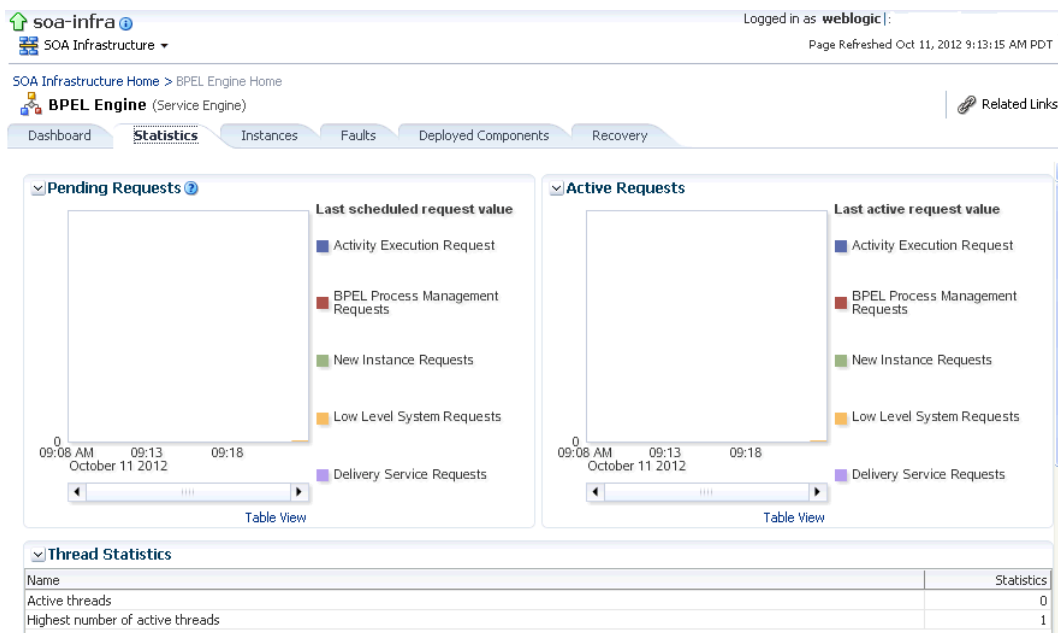 soa-infra
Logged in as weblogic|:
SOA Infrastructure
Page Refreshed Oct 11, 2012 9:13:15 AM PDT
SOA Infrastructure Home > BPEL Engine Home
BPEL Engine (Service Engine)
Related Links
Dashboard Statistics Instances Faults Deployed Components Recovery
Pending Requests
Last scheduled request value
Activity Execution Request
BPEL Process Management
Requests
New Instance Requests
Low Level System Requests
Delivery Service Requests
0
09:08 AM 09:13 09:18
October 11 2012
Table View
Active Requests
Last active request value
Activity Execution Request
BPEL Process Management
Requests
New Instance Requests
Low Level System Requests
Delivery Service Requests
0
09:08 AM 09:13 09:18
October 11 2012
Table View
Thread Statistics
Name Statistics
Active threads 0
Highest number of active threads 1